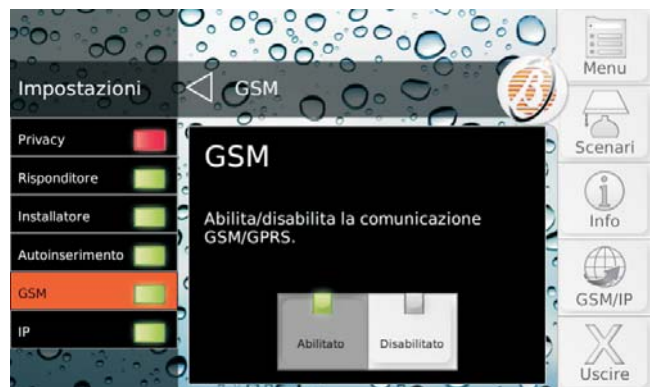 Impostazioni
GSM
Privacy
Risponditore
Installatore
Autoinserimento
GSM
IP
GSM
Abilita/disabilita la comunicazione
GSM/GPRS.
Abilitato
Disabilitato
Menu
Scenari
Info
GSM/IP
Uscire